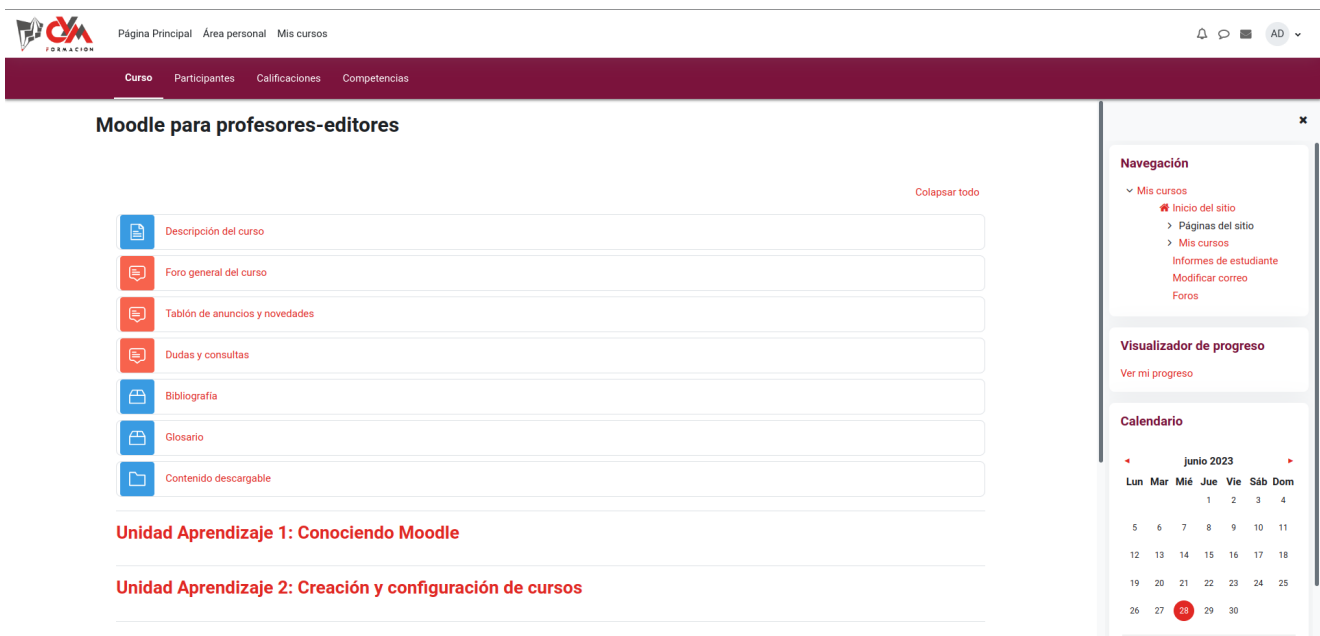 CYM
FORMACION
Página Principal Área personal Mis cursos
AD
Curso Participantes Calificaciones Competencias
Moodle para profesores-editores
Colapsar todo
Descripción del curso
Foro general del curso
Tablón de anuncios y novedades
Dudas y consultas
Bibliografía
Glosario
Contenido descargable
Unidad Aprendizaje 1: Conociendo Moodle
Unidad Aprendizaje 2: Creación y configuración de cursos
Navegación
Mis cursos
Inicio del sitio
Páginas del sitio
Mis cursos
Informes de estudiante
Modificar correo
Foros
Visualizador de progreso
Ver mi progreso
Calendario
junio 2023
Lun Mar Mié Jue Vie Sáb Dom
1 2 3 4
5 6 7 8 9 10 11
12 13 14 15 16 17 18
19 20 21 22 23 24 25
26 27 28 29 30